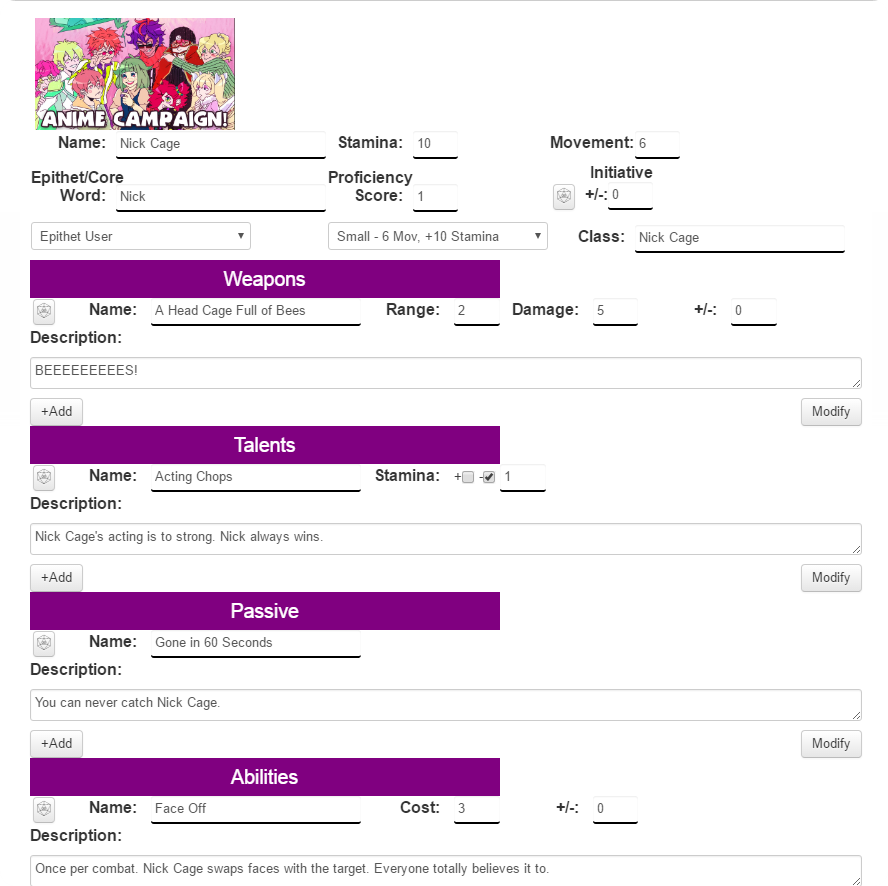 ANIME CAMPAIGN!
Name: Nick Cage Stamina: 10 Movement: 6
Epithet/Core Word: Nick Proficiency Score: 1 Initiative +/-: 0
Epithet User Small - 6 Mov, +10 Stamina Class: Nick Cage
Weapons
Name: A Head Cage Full of Bees Range: 2 Damage: 5 +/-: 0
Description:
BEEEEEEEEEES!
+Add Modify
Talents
Name: Acting Chops Stamina: + - 1
Description:
Nick Cage's acting is to strong. Nick always wins.
+Add Modify
Passive
Name: Gone in 60 Seconds
Description:
You can never catch Nick Cage.
+Add Modify
Abilities
Name: Face Off Cost: 3 +/-: 0
Description:
Once per combat. Nick Cage swaps faces with the target. Everyone totally believes it to.